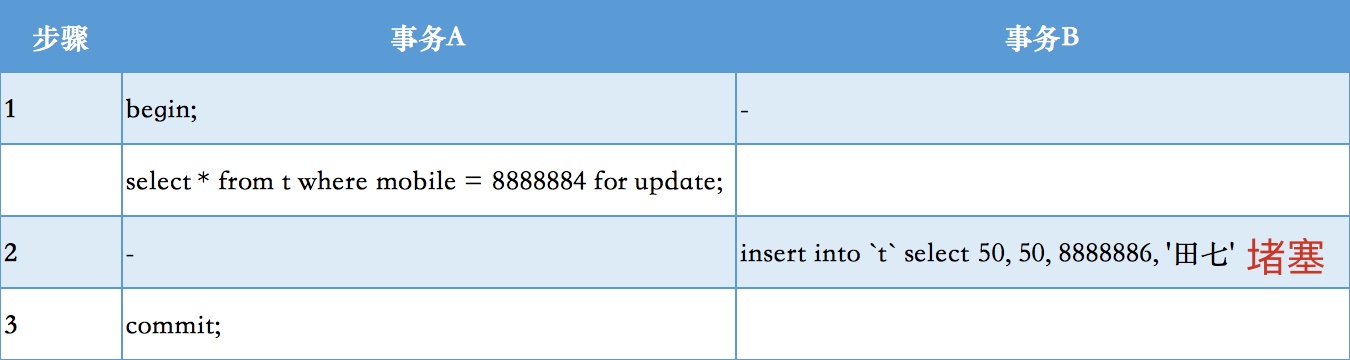 步骤 事务A 事务B
1 begin; -
select * from t where mobile = 8888884 for update;
2 - insert into `t` select 50, 50, 8888886, '田七' 堵塞
3 commit;